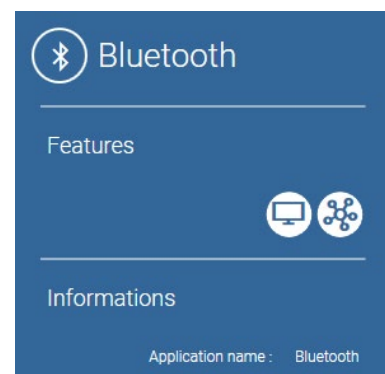 Bluetooth
Features
Informations
Application name : Bluetooth